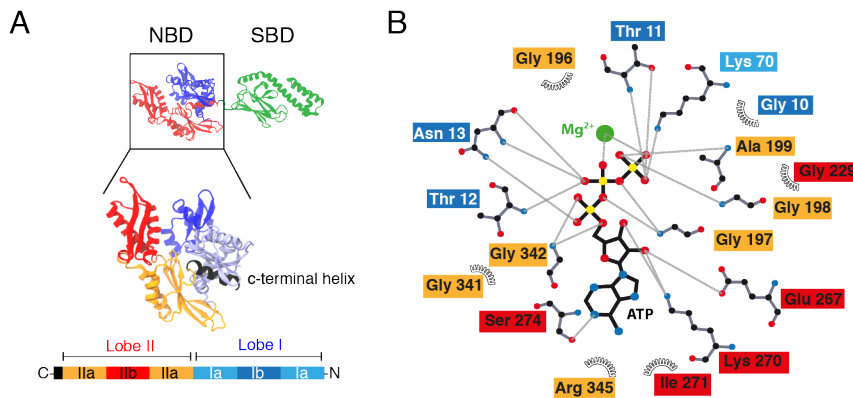 A
NBD
SBD
c-terminal helix
Lobe II
Lobe I
C-
IIa
IIb
IIa
Ia
Ib
Ia
-N
B
Thr 11
Gly 196
Lys 70
Gly 10
Mg²⁺
Asn 13
Ala 199
Gly 229
Thr 12
Gly 198
Gly 197
Gly 342
Gly 341
Glu 267
ATP
Ser 274
Lys 270
Ile 271
Arg 345